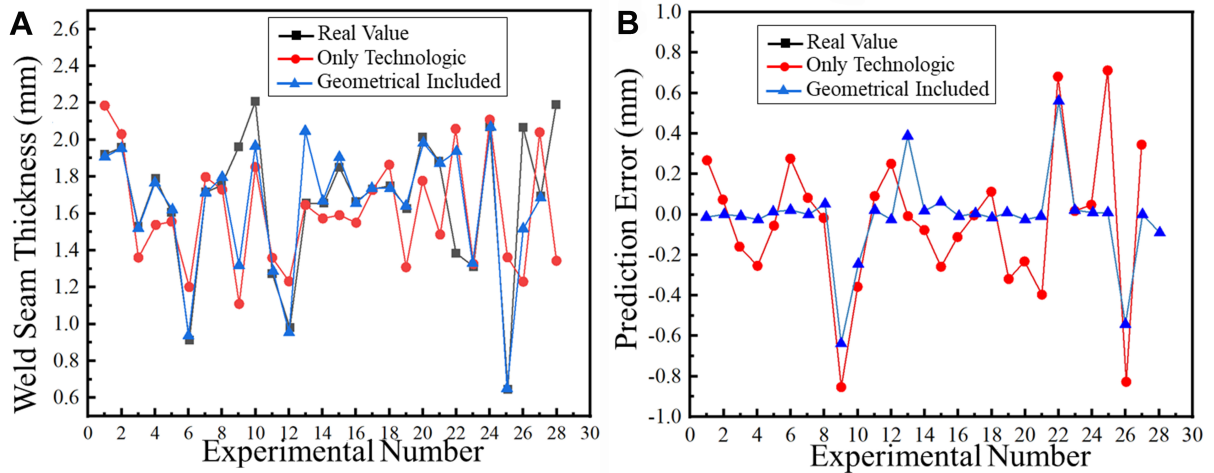 A
Weld Seam Thickness (mm)
2.6
2.4
2.2
2.0
1.8
1.6
1.4
1.2
1.0
0.8
0.6
Real Value
Only Technologic
Geometrical Included
0 2 4 6 8 10 12 14 16 18 20 22 24 26 28 30
Experimental Number
B
Prediction Error (mm)
1.0
0.8
0.6
0.4
0.2
0.0
-0.2
-0.4
-0.6
-0.8
-1.0
Real Value
Only Technologic
Geometrical Included
0 2 4 6 8 10 12 14 16 18 20 22 24 26 28 30
Experimental Number